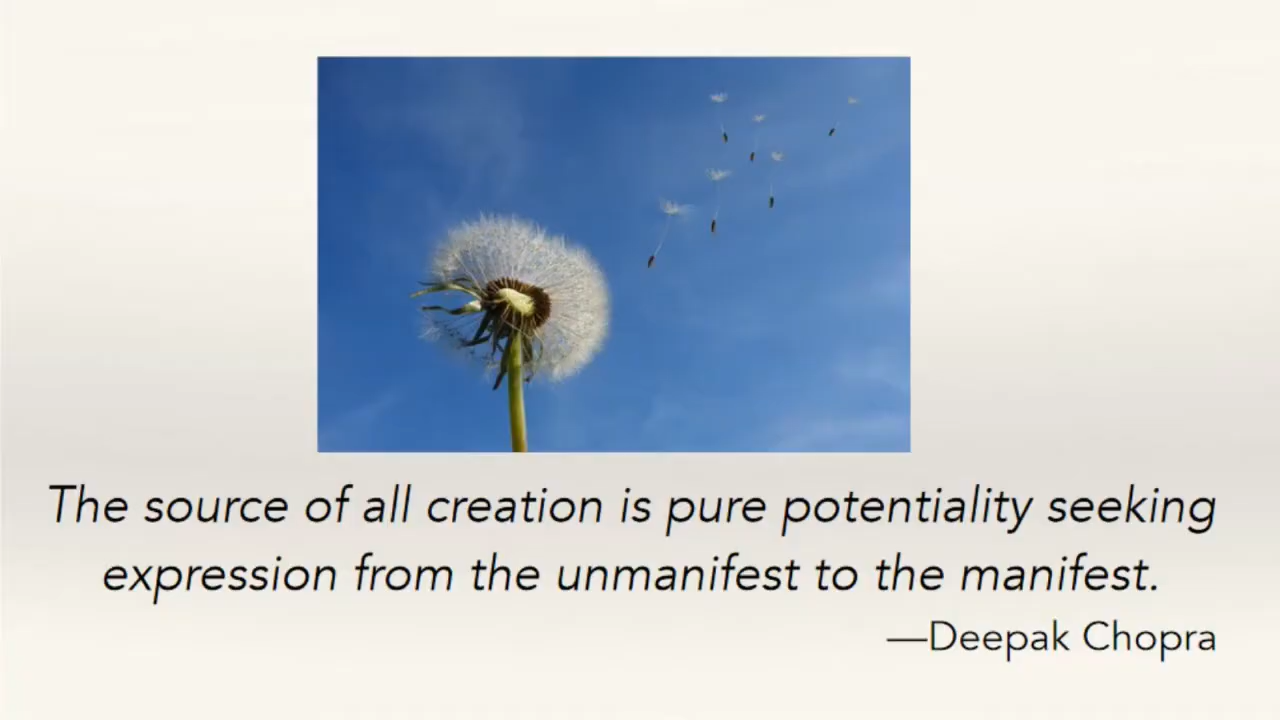 The source of all creation is pure potentiality seeking
expression from the unmanifest to the manifest.
—Deepak Chopra